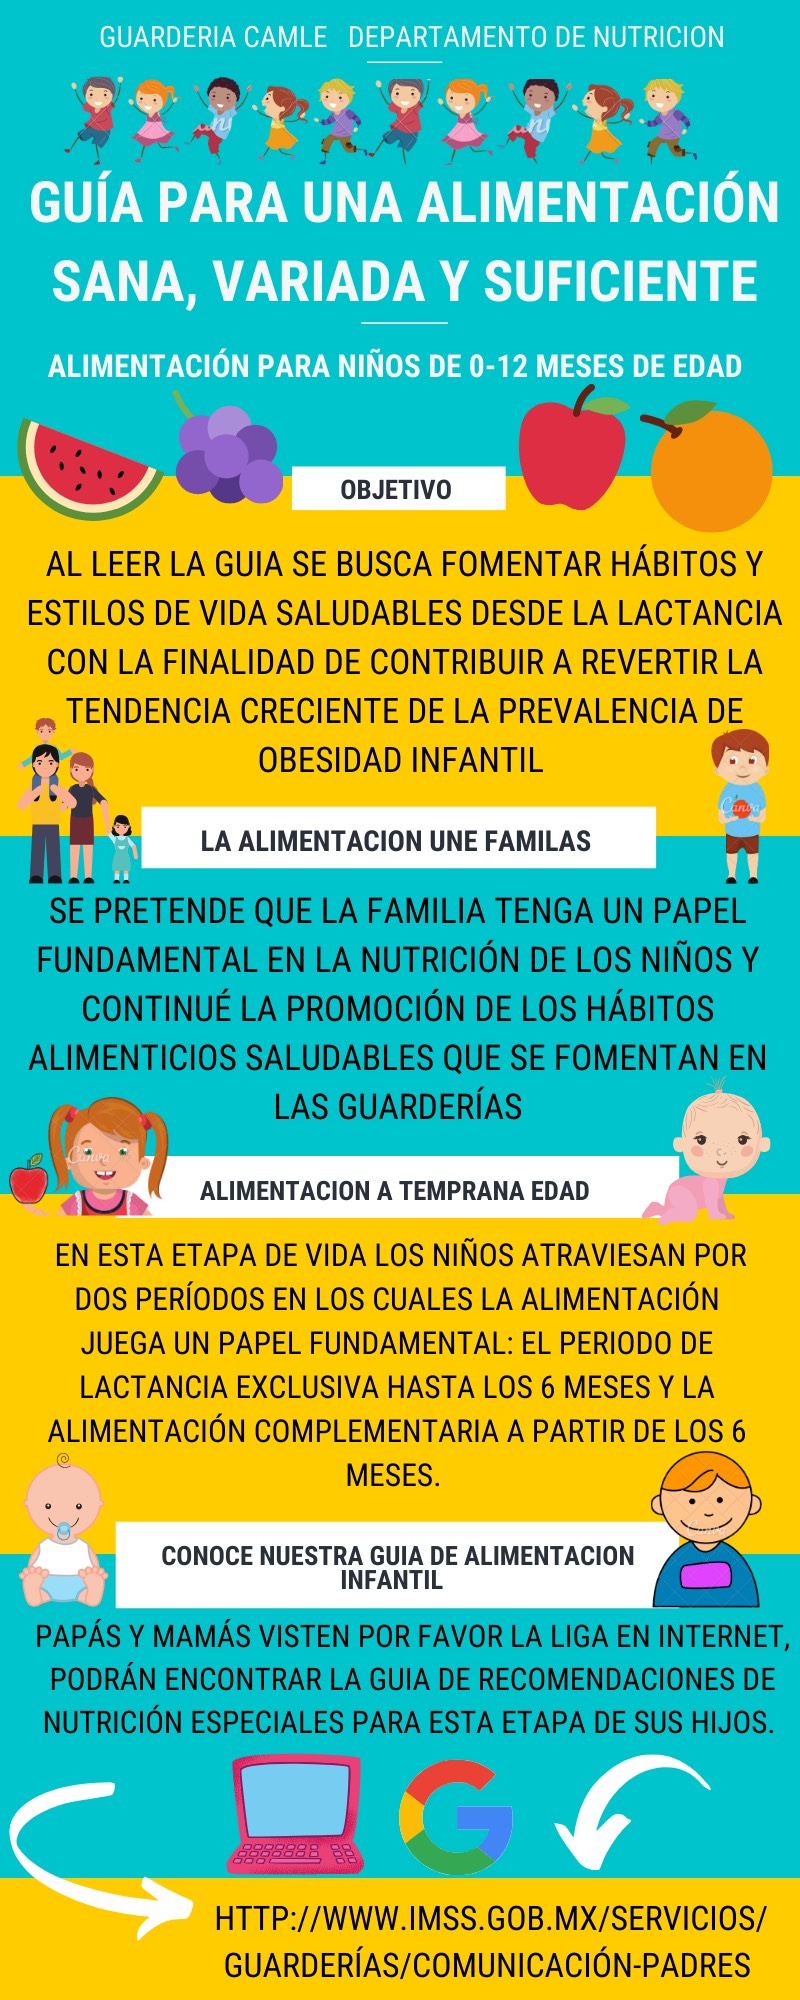 GUARDERIA CAMLE DEPARTAMENTO DE NUTRICION
GUÍA PARA UNA ALIMENTACIÓN
SANA, VARIADA Y SUFICIENTE
ALIMENTACIÓN PARA NIÑOS DE 0-12 MESES DE EDAD
OBJETIVO
AL LEER LA GUIA SE BUSCA FOMENTAR HÁBITOS Y
ESTILOS DE VIDA SALUDABLES DESDE LA LACTANCIA
CON LA FINALIDAD DE CONTRIBUIR A REVERTIR LA
TENDENCIA CRECIENTE DE LA PREVALENCIA DE
OBESIDAD INFANTIL
Canva
LA ALIMENTACION UNE FAMILAS
SE PRETENDE QUE LA FAMILIA TENGA UN PAPEL
FUNDAMENTAL EN LA NUTRICIÓN DE LOS NIÑOS Y
CONTINUÉ LA PROMOCIÓN DE LOS HÁBITOS
ALIMENTICIOS SALUDABLES QUE SE FOMENTAN EN
LAS GUARDERÍAS
Canva
ALIMENTACION A TEMPRANA EDAD
EN ESTA ETAPA DE VIDA LOS NIÑOS ATRAVIESAN POR
DOS PERÍODOS EN LOS CUALES LA ALIMENTACIÓN
JUEGA UN PAPEL FUNDAMENTAL: EL PERIODO DE
LACTANCIA EXCLUSIVA HASTA LOS 6 MESES Y LA
ALIMENTACIÓN COMPLEMENTARIA A PARTIR DE LOS 6
MESES.
Canva
CONOCE NUESTRA GUIA DE ALIMENTACION
INFANTIL
PAPÁS Y MAMÁS VISTEN POR FAVOR LA LIGA EN INTERNET,
PODRÁN ENCONTRAR LA GUIA DE RECOMENDACIONES DE
NUTRICIÓN ESPECIALES PARA ESTA ETAPA DE SUS HIJOS.
G
HTTP://WWW.IMSS.GOB.MX/SERVICIOS/
GUARDERÍAS/COMUNICACIÓN-PADRES